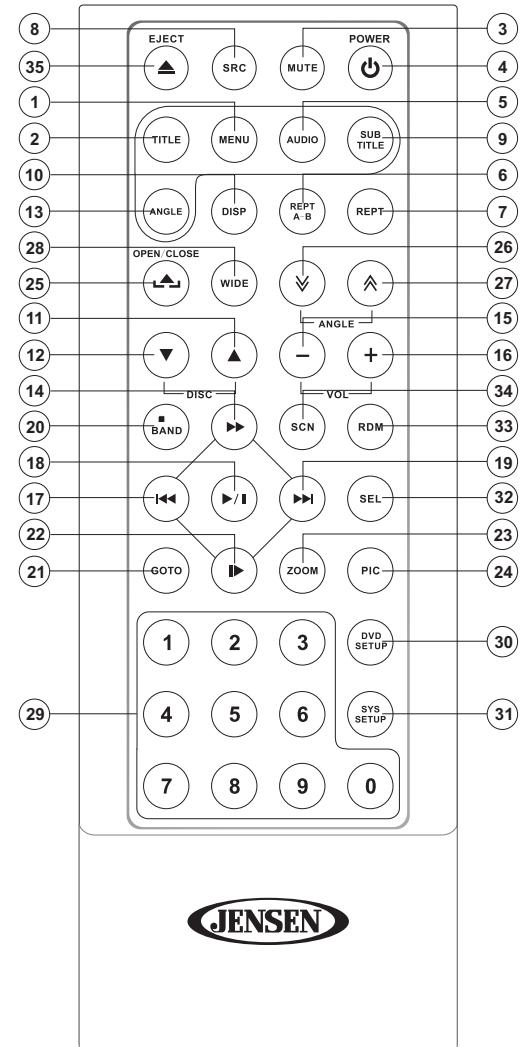 8 3
EJECT POWER
35 SRC MUTE 4
1 5
2 TITLE MENU AUDIO SUB TITLE 9
10 6
13 ANGLE DISP REPT A-B REPT 7
28 OPEN/CLOSE 26
25 WIDE 27
11 ANGLE 15
12 − + 16
14 DISC VOL 34
20 BAND SCN RDM 33
18 19
17 SEL 32
22 23
21 GOTO ZOOM PIC 24
1 2 3 DVD SETUP 30
29 4 5 6 SYS SETUP 31
7 8 9 0
JENSEN